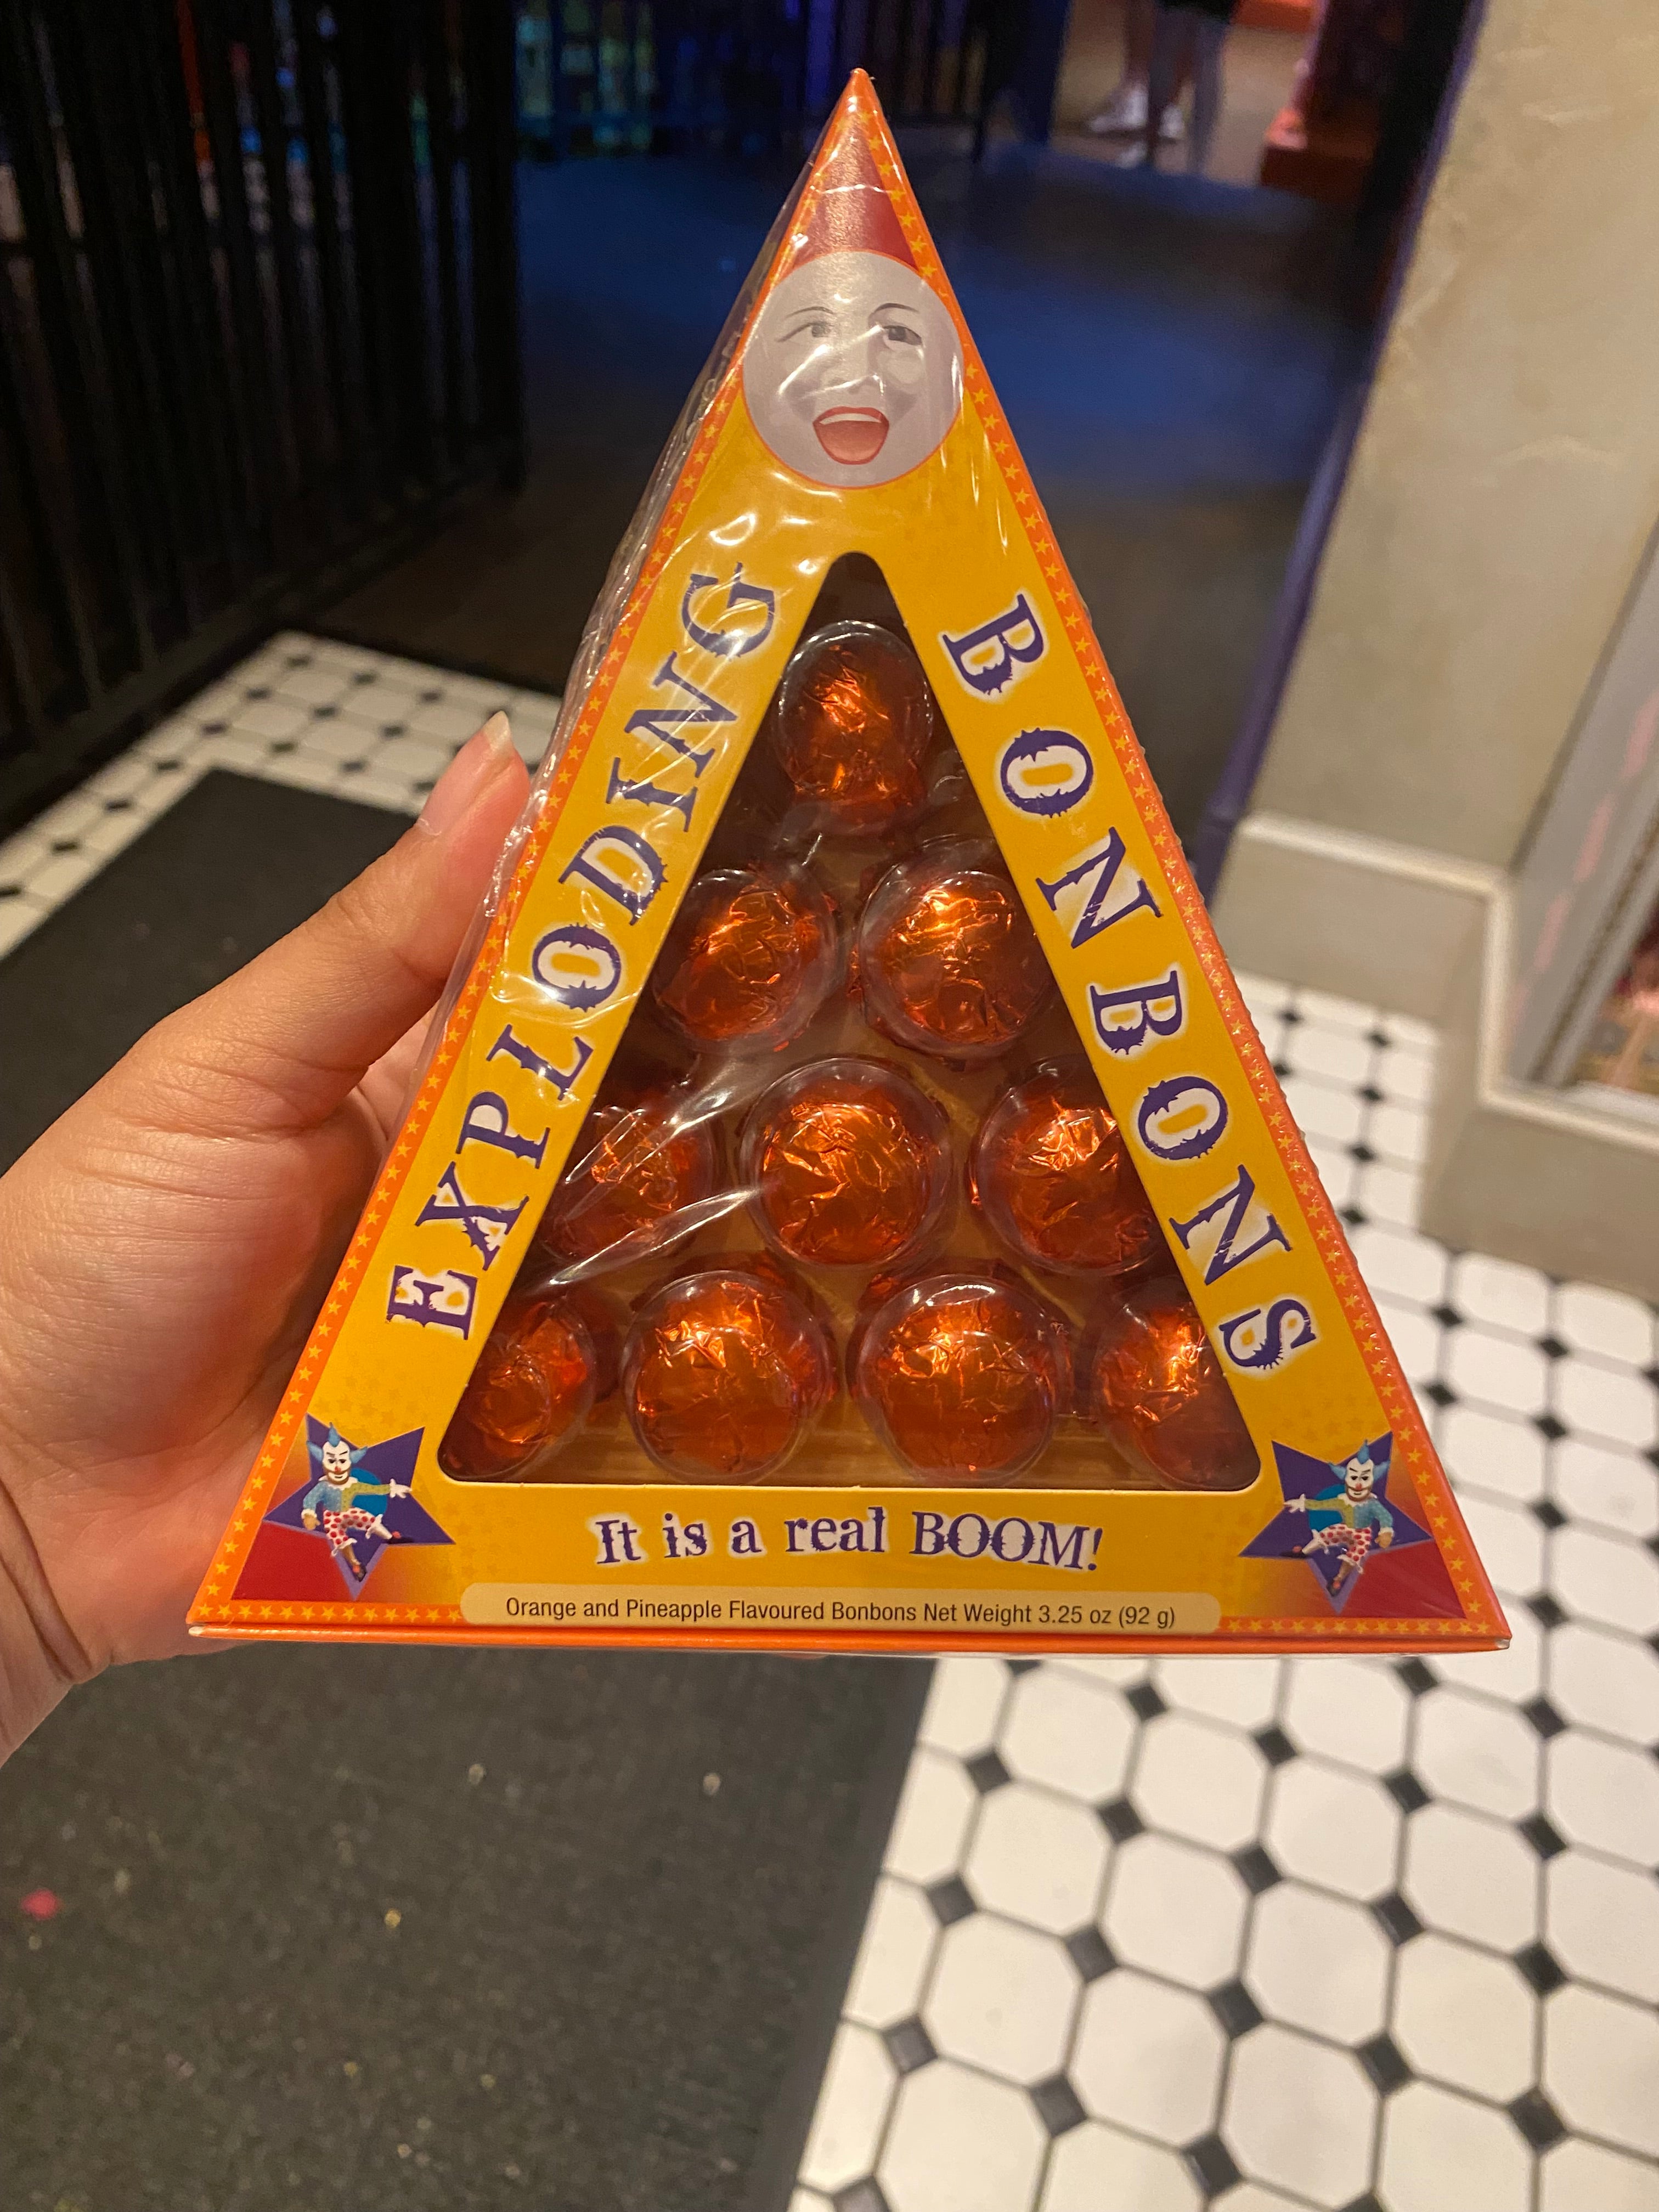 EXPLODING
BONBONS
It is a real BOOM!
Orange and Pineapple Flavoured Bonbons Net Weight 3.25 oz (92 g)